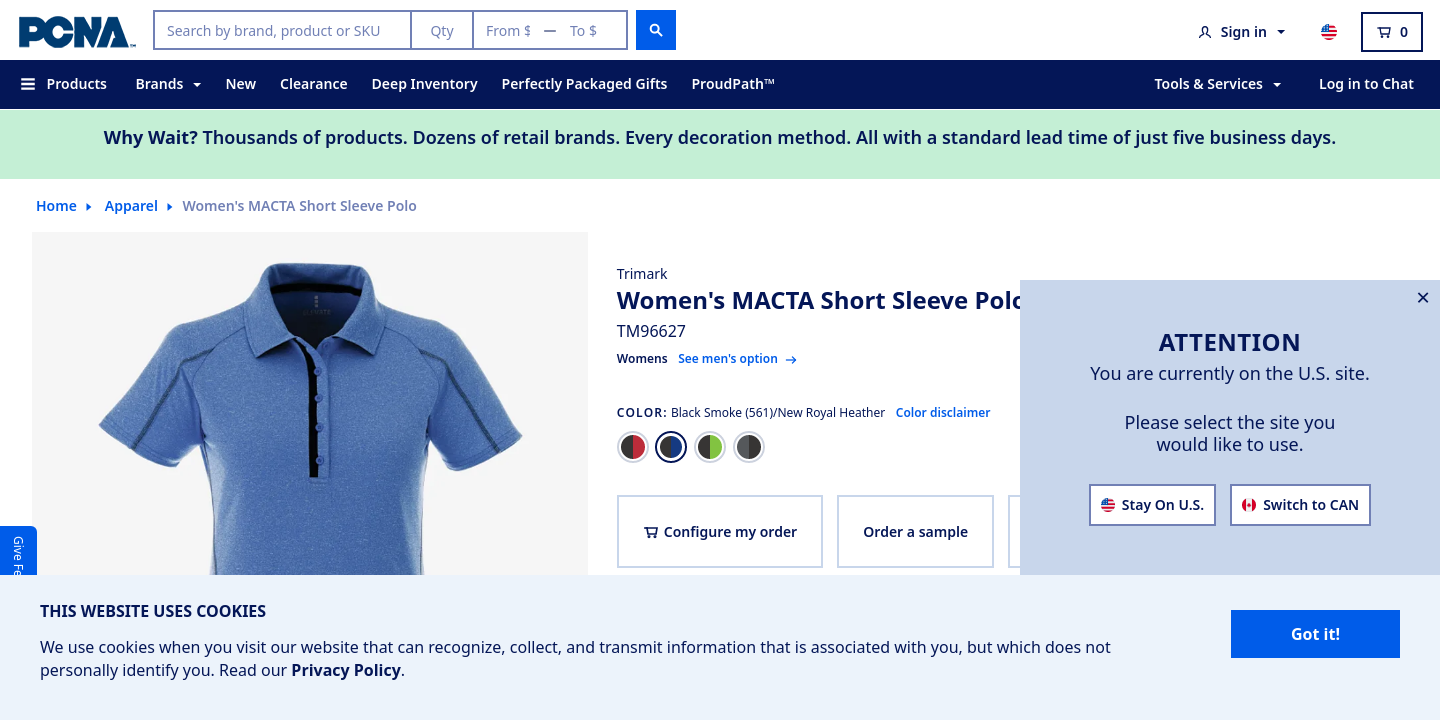 PCNA
Search by brand, product or SKU
Qty
From $ — To $
Sign in
0
Products
Brands
New
Clearance
Deep Inventory
Perfectly Packaged Gifts
ProudPath™
Tools & Services
Log in to Chat
Why Wait? Thousands of products. Dozens of retail brands. Every decoration method. All with a standard lead time of just five business days.
Home
Apparel
Women's MACTA Short Sleeve Polo
Trimark
Women's MACTA Short Sleeve Polo
TM96627
Womens See men's option
COLOR: Black Smoke (561)/New Royal Heather Color disclaimer
Configure my order
Order a sample
ATTENTION
You are currently on the U.S. site.
Please select the site you
would like to use.
Stay On U.S.
Switch to CAN
Give Fe
THIS WEBSITE USES COOKIES
We use cookies when you visit our website that can recognize, collect, and transmit information that is associated with you, but which does not
personally identify you. Read our Privacy Policy.
Got it!